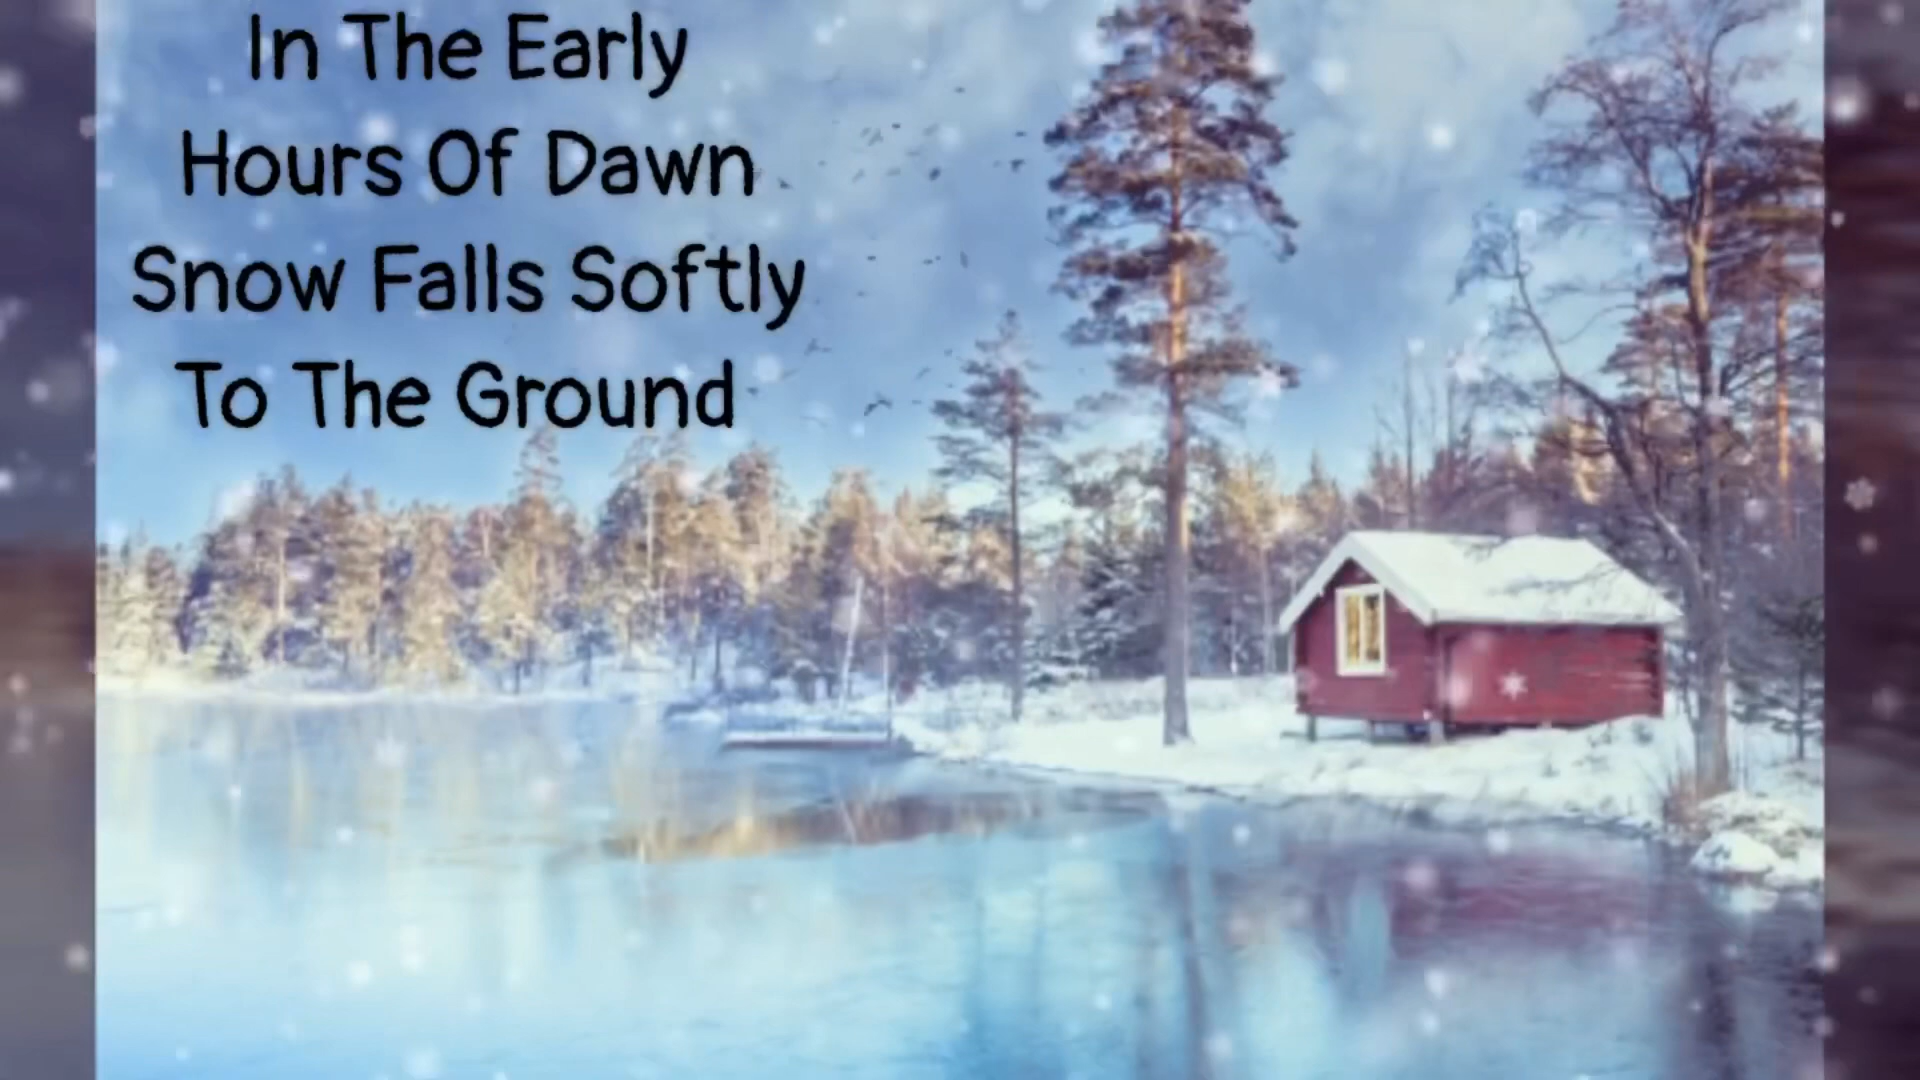 In The Early
Hours Of Dawn
Snow Falls Softly
To The Ground